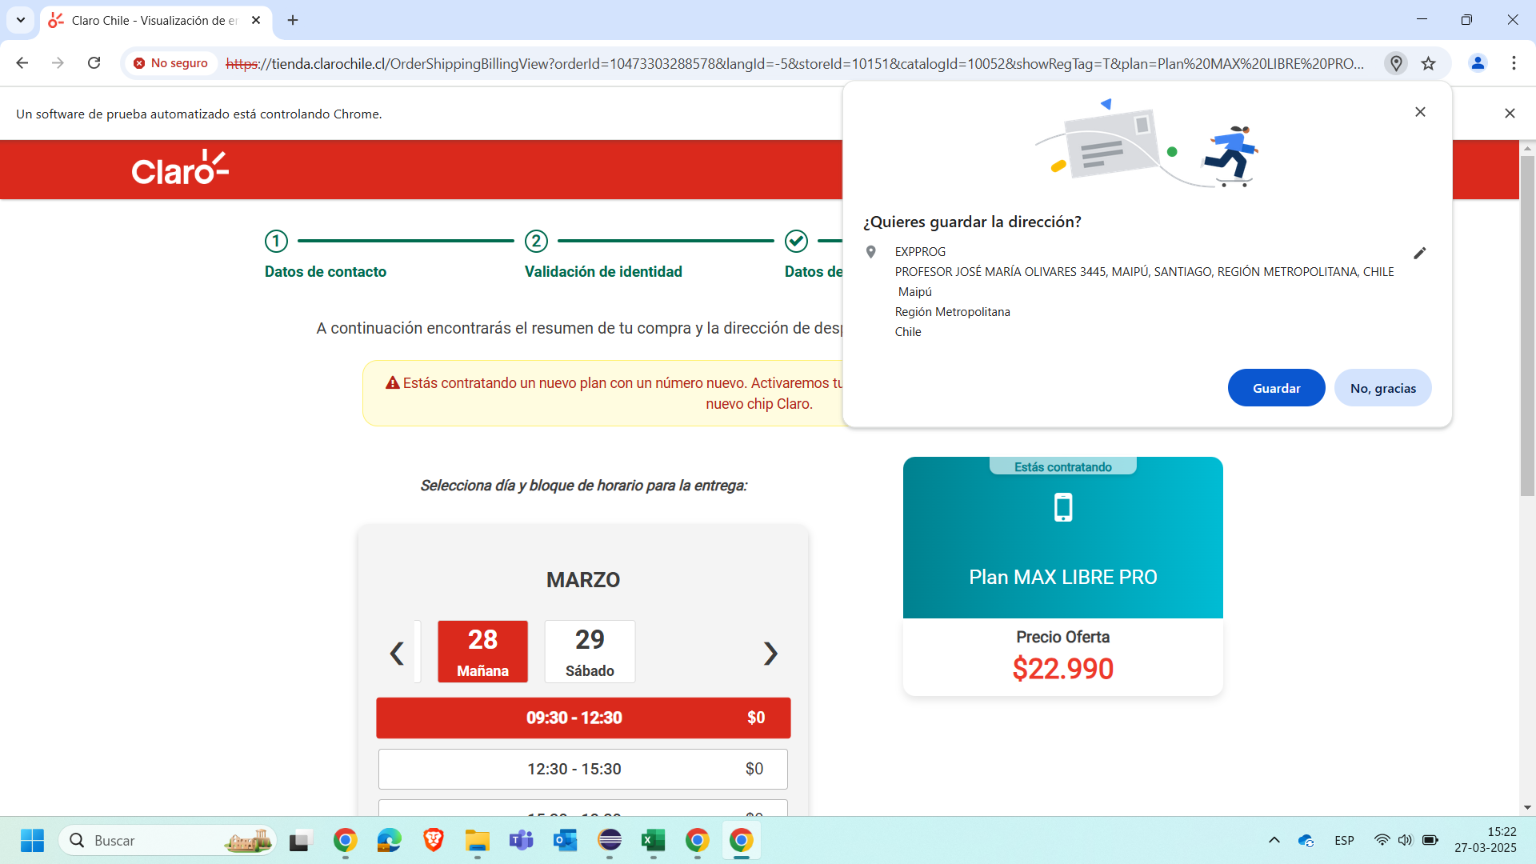 Claro Chile - Visualización de en
No seguro
https://tienda.clarochile.cl/OrderShippingBillingView?orderId=10473303288578&langId=-5&storeId=10151&catalogId=10052&showRegTag=T&plan=Plan%20MAX%20LIBRE%20PRO...
Un software de prueba automatizado está controlando Chrome.
Claro
¿Quieres guardar la dirección?
EXPPROG
PROFESOR JOSÉ MARÍA OLIVARES 3445, MAIPÚ, SANTIAGO, REGIÓN METROPOLITANA, CHILE
Maipú
Región Metropolitana
Chile
Guardar
No, gracias
1
2
Datos de contacto
Validación de identidad
Datos de
A continuación encontrarás el resumen de tu compra y la dirección de desp
Estás contratando un nuevo plan con un número nuevo. Activaremos tu
nuevo chip Claro.
Selecciona día y bloque de horario para la entrega:
MARZO
28
Mañana
29
Sábado
09:30 - 12:30 $0
12:30 - 15:30 $0
Estás contratando
Plan MAX LIBRE PRO
Precio Oferta
$22.990
Buscar
ESP
15:22
27-03-2025